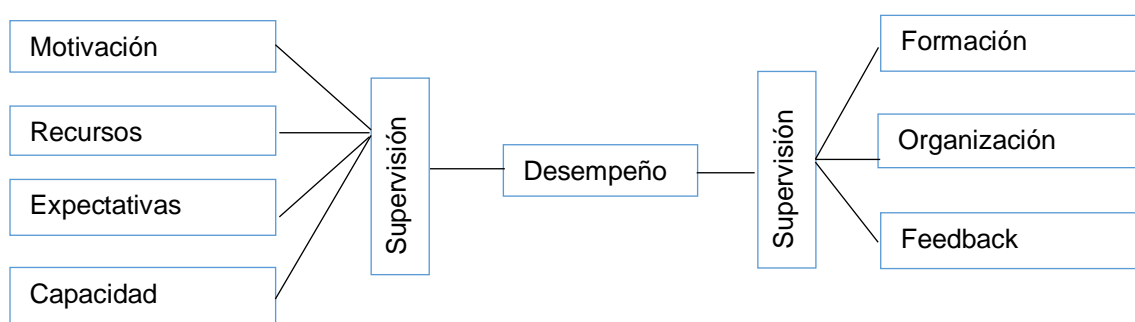 Motivación
Recursos
Expectativas
Capacidad
Supervisión
Desempeño
Supervisión
Formación
Organización
Feedback